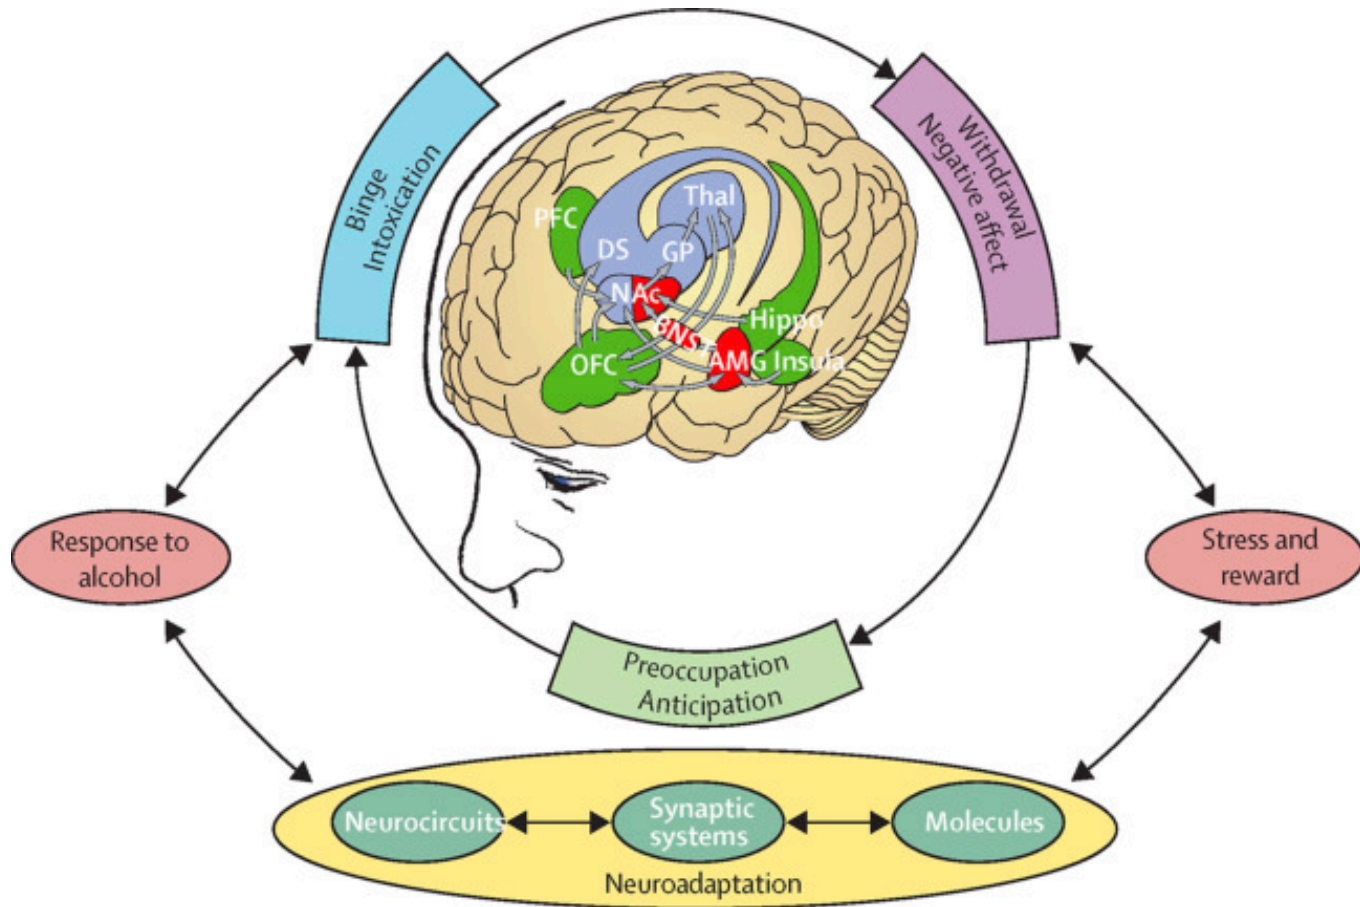 Binge
Intoxication
Withdrawal
Negative affect
Thal
PFC
DS
GP
NAc
BNST
Hippo
OFC
AMG Insula
Response to
alcohol
Stress and
reward
Preoccupation
Anticipation
Neurocircuits
Synaptic
systems
Molecules
Neuroadaptation